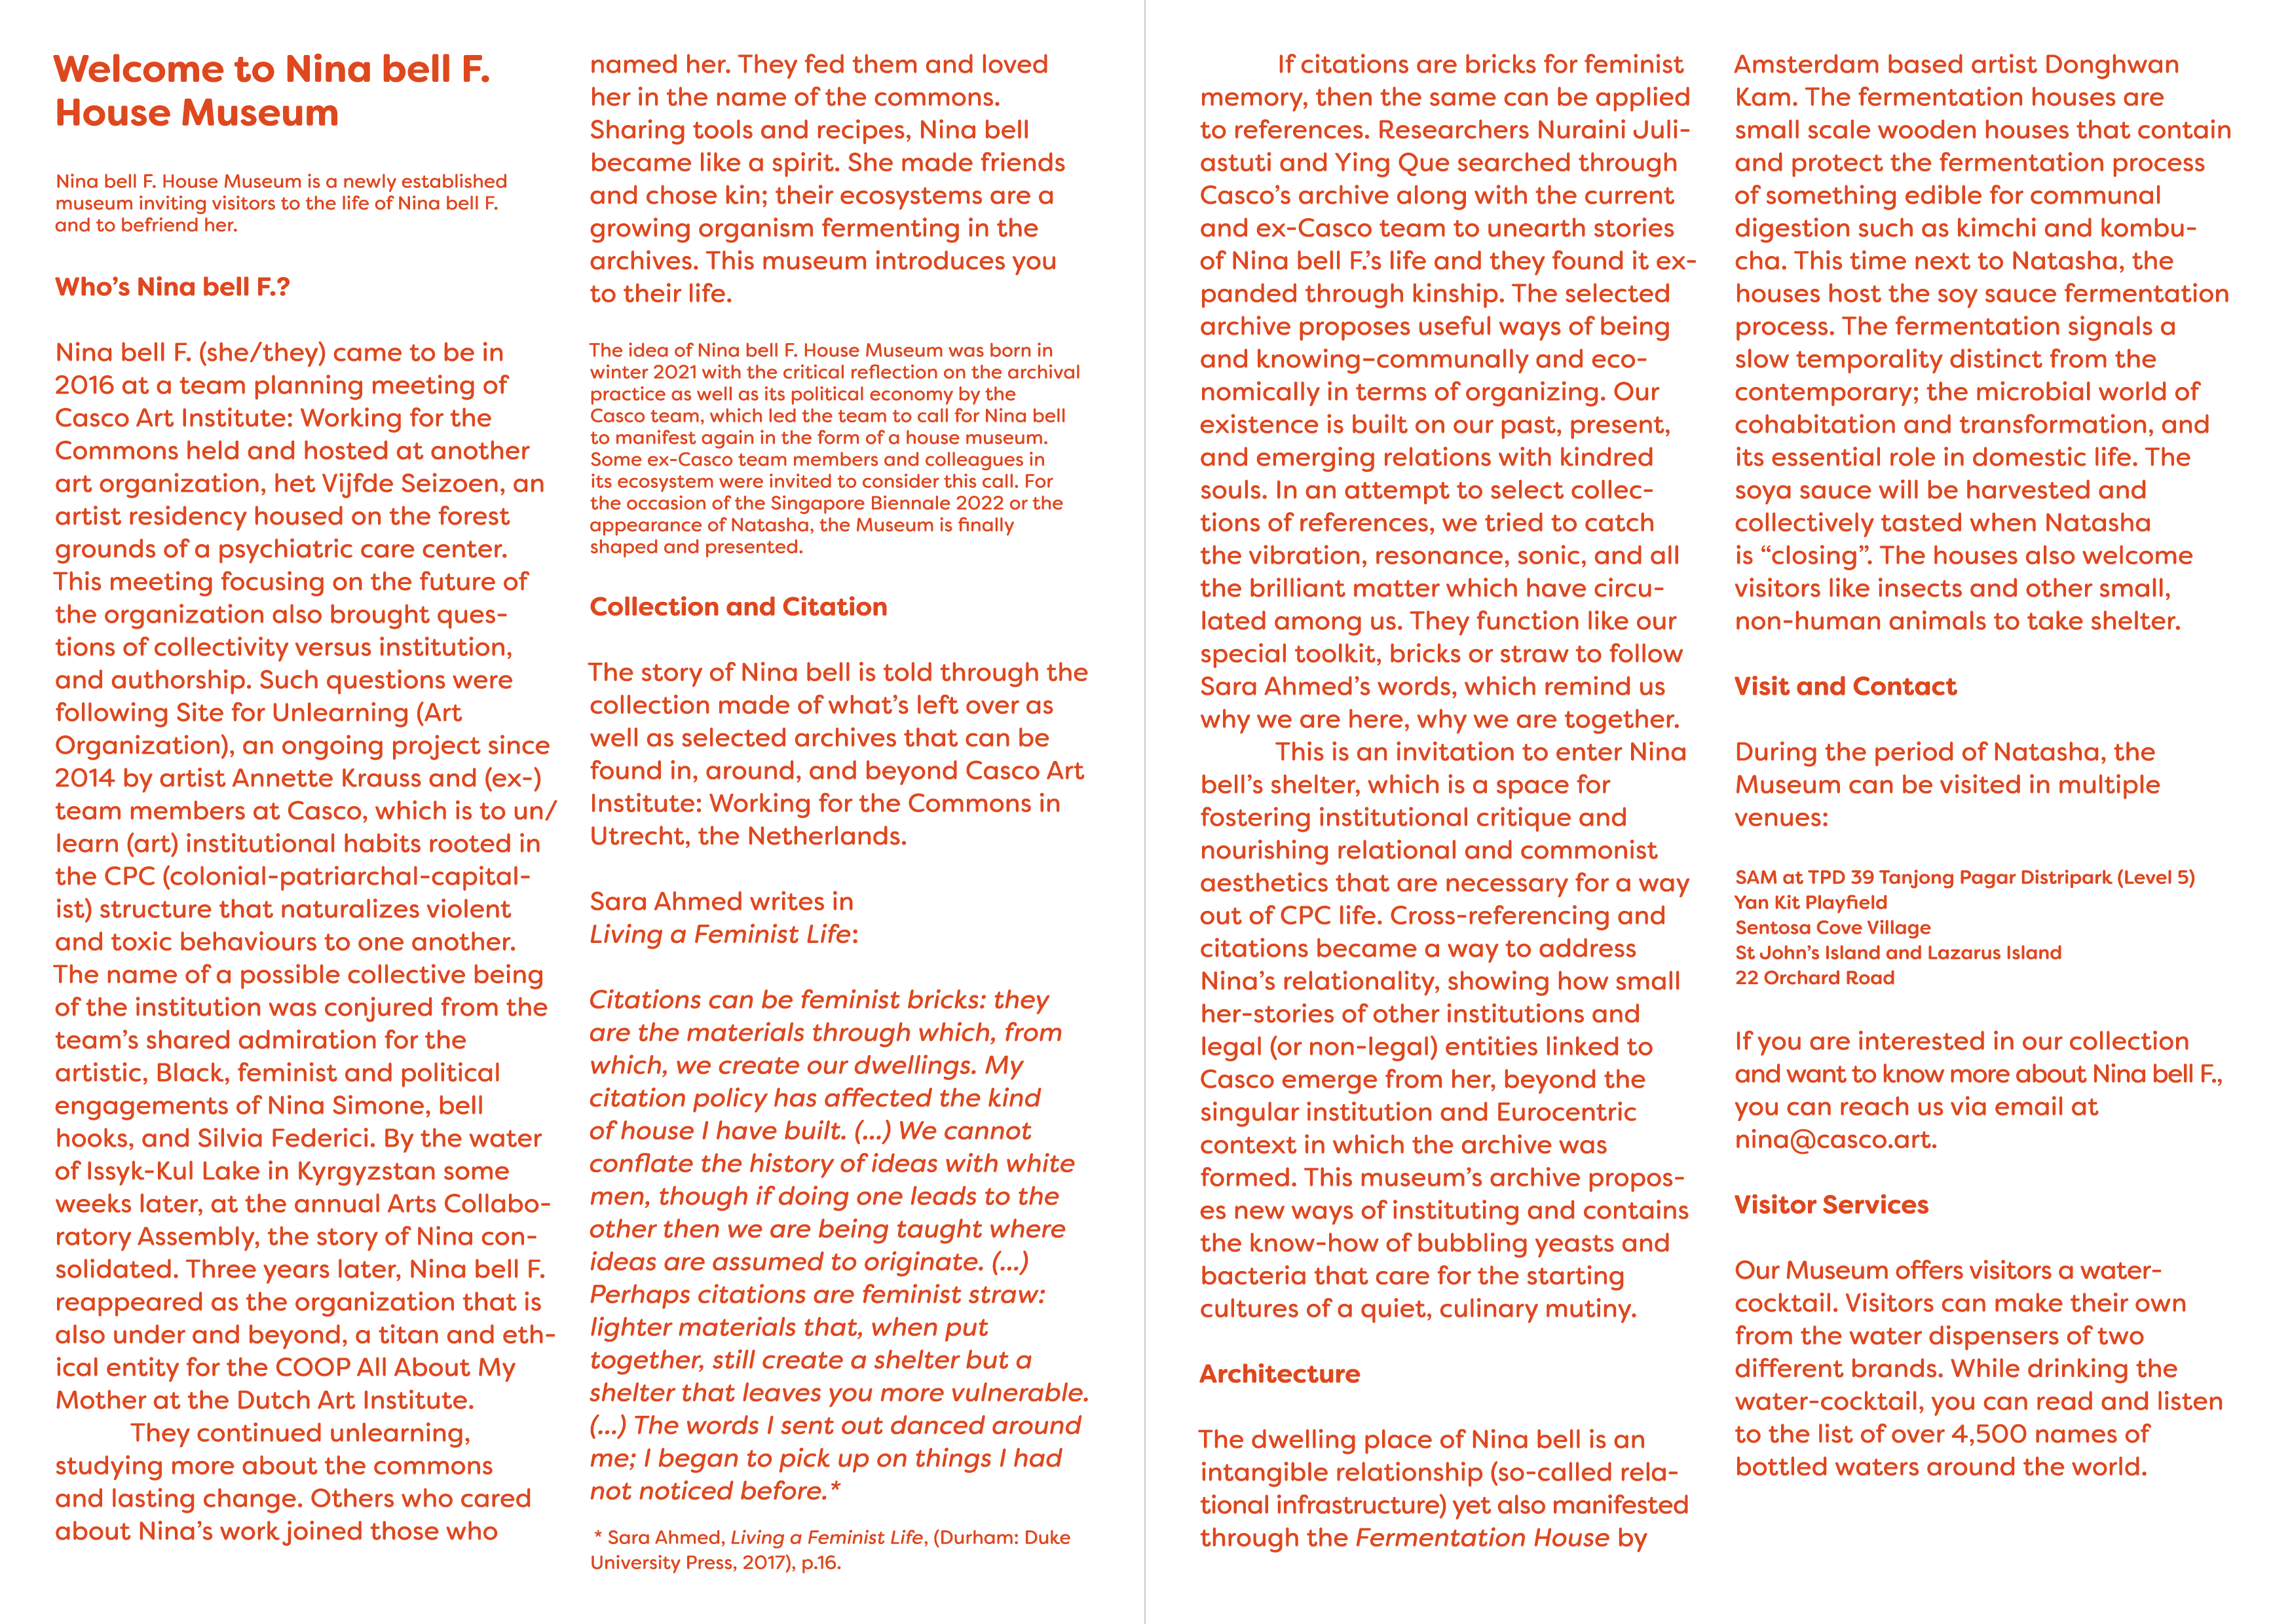 Welcome to Nina bell F.
House Museum
Nina bell F. House Museum is a newly established
museum inviting visitors to the life of Nina bell F.
and to befriend her.
Who’s Nina bell F.?
Nina bell F. (she/they) came to be in
2016 at a team planning meeting of
Casco Art Institute: Working for the
Commons held and hosted at another
art organization, het Vijfde Seizoen, an
artist residency housed on the forest
grounds of a psychiatric care center.
This meeting focusing on the future of
the organization also brought ques-
tions of collectivity versus institution,
and authorship. Such questions were
following Site for Unlearning (Art
Organization), an ongoing project since
2014 by artist Annette Krauss and (ex-)
team members at Casco, which is to un/
learn (art) institutional habits rooted in
the CPC (colonial-patriarchal-capital-
ist) structure that naturalizes violent
and toxic behaviours to one another.
The name of a possible collective being
of the institution was conjured from the
team’s shared admiration for the
artistic, Black, feminist and political
engagements of Nina Simone, bell
hooks, and Silvia Federici. By the water
of Issyk-Kul Lake in Kyrgyzstan some
weeks later, at the annual Arts Collabo-
ratory Assembly, the story of Nina con-
solidated. Three years later, Nina bell F.
reappeared as the organization that is
also under and beyond, a titan and eth-
ical entity for the COOP All About My
Mother at the Dutch Art Institute.
They continued unlearning,
studying more about the commons
and lasting change. Others who cared
about Nina’s work joined those who
named her. They fed them and loved
her in the name of the commons.
Sharing tools and recipes, Nina bell
became like a spirit. She made friends
and chose kin; their ecosystems are a
growing organism fermenting in the
archives. This museum introduces you
to their life.
The idea of Nina bell F. House Museum was born in
winter 2021 with the critical reflection on the archival
practice as well as its political economy by the
Casco team, which led the team to call for Nina bell
to manifest again in the form of a house museum.
Some ex-Casco team members and colleagues in
its ecosystem were invited to consider this call. For
the occasion of the Singapore Biennale 2022 or the
appearance of Natasha, the Museum is finally
shaped and presented.
Collection and Citation
The story of Nina bell is told through the
collection made of what’s left over as
well as selected archives that can be
found in, around, and beyond Casco Art
Institute: Working for the Commons in
Utrecht, the Netherlands.
Sara Ahmed writes in
Living a Feminist Life:
Citations can be feminist bricks: they
are the materials through which, from
which, we create our dwellings. My
citation policy has affected the kind
of house I have built. (...) We cannot
conflate the history of ideas with white
men, though if doing one leads to the
other then we are being taught where
ideas are assumed to originate. (...)
Perhaps citations are feminist straw:
lighter materials that, when put
together, still create a shelter but a
shelter that leaves you more vulnerable.
(...) The words I sent out danced around
me; I began to pick up on things I had
not noticed before.*
* Sara Ahmed, Living a Feminist Life, (Durham: Duke
University Press, 2017), p.16.
If citations are bricks for feminist
memory, then the same can be applied
to references. Researchers Nuraini Juli-
astuti and Ying Que searched through
Casco’s archive along with the current
and ex-Casco team to unearth stories
of Nina bell F.’s life and they found it ex-
panded through kinship. The selected
archive proposes useful ways of being
and knowing–communally and eco-
nomically in terms of organizing. Our
existence is built on our past, present,
and emerging relations with kindred
souls. In an attempt to select collec-
tions of references, we tried to catch
the vibration, resonance, sonic, and all
the brilliant matter which have circu-
lated among us. They function like our
special toolkit, bricks or straw to follow
Sara Ahmed’s words, which remind us
why we are here, why we are together.
This is an invitation to enter Nina
bell’s shelter, which is a space for
fostering institutional critique and
nourishing relational and commonist
aesthetics that are necessary for a way
out of CPC life. Cross-referencing and
citations became a way to address
Nina’s relationality, showing how small
her-stories of other institutions and
legal (or non-legal) entities linked to
Casco emerge from her, beyond the
singular institution and Eurocentric
context in which the archive was
formed. This museum’s archive propos-
es new ways of instituting and contains
the know-how of bubbling yeasts and
bacteria that care for the starting
cultures of a quiet, culinary mutiny.
Architecture
The dwelling place of Nina bell is an
intangible relationship (so-called rela-
tional infrastructure) yet also manifested
through the Fermentation House by
Amsterdam based artist Donghwan
Kam. The fermentation houses are
small scale wooden houses that contain
and protect the fermentation process
of something edible for communal
digestion such as kimchi and kombu-
cha. This time next to Natasha, the
houses host the soy sauce fermentation
process. The fermentation signals a
slow temporality distinct from the
contemporary; the microbial world of
cohabitation and transformation, and
its essential role in domestic life. The
soya sauce will be harvested and
collectively tasted when Natasha
is “closing”. The houses also welcome
visitors like insects and other small,
non-human animals to take shelter.
Visit and Contact
During the period of Natasha, the
Museum can be visited in multiple
venues:
SAM at TPD 39 Tanjong Pagar Distripark (Level 5)
Yan Kit Playfield
Sentosa Cove Village
St John’s Island and Lazarus Island
22 Orchard Road
If you are interested in our collection
and want to know more about Nina bell F.,
you can reach us via email at
nina@casco.art.
Visitor Services
Our Museum offers visitors a water-
cocktail. Visitors can make their own
from the water dispensers of two
different brands. While drinking the
water-cocktail, you can read and listen
to the list of over 4,500 names of
bottled waters around the world.